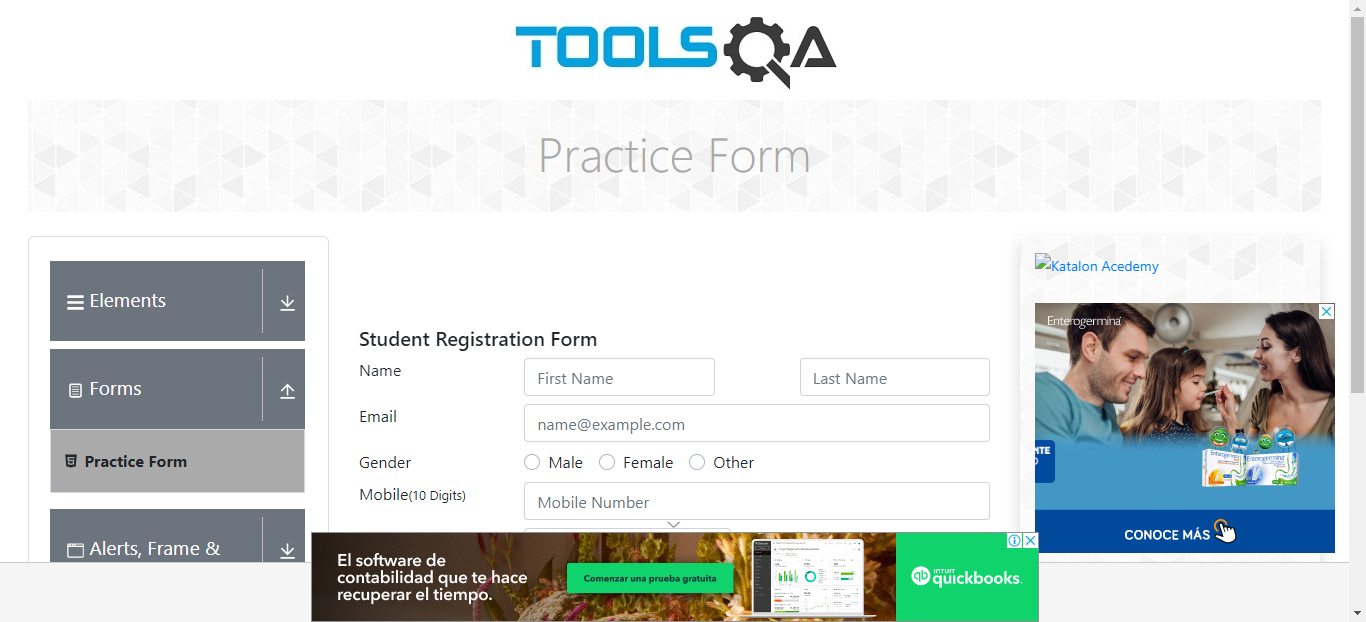 TOOLSQA
Practice Form
Elements
Forms
Practice Form
Alerts, Frame &
Student Registration Form
Name
First Name
Last Name
Email
name@example.com
Gender
Male
Female
Other
Mobile(10 Digits)
Mobile Number
Katalon Acedemy
Enterogermina
Enterogermina
Enterogermina
CONOCE MÁS
El software de
contabilidad que te hace
recuperar el tiempo.
Comenzar una prueba gratuita
INTUIT
quickbooks